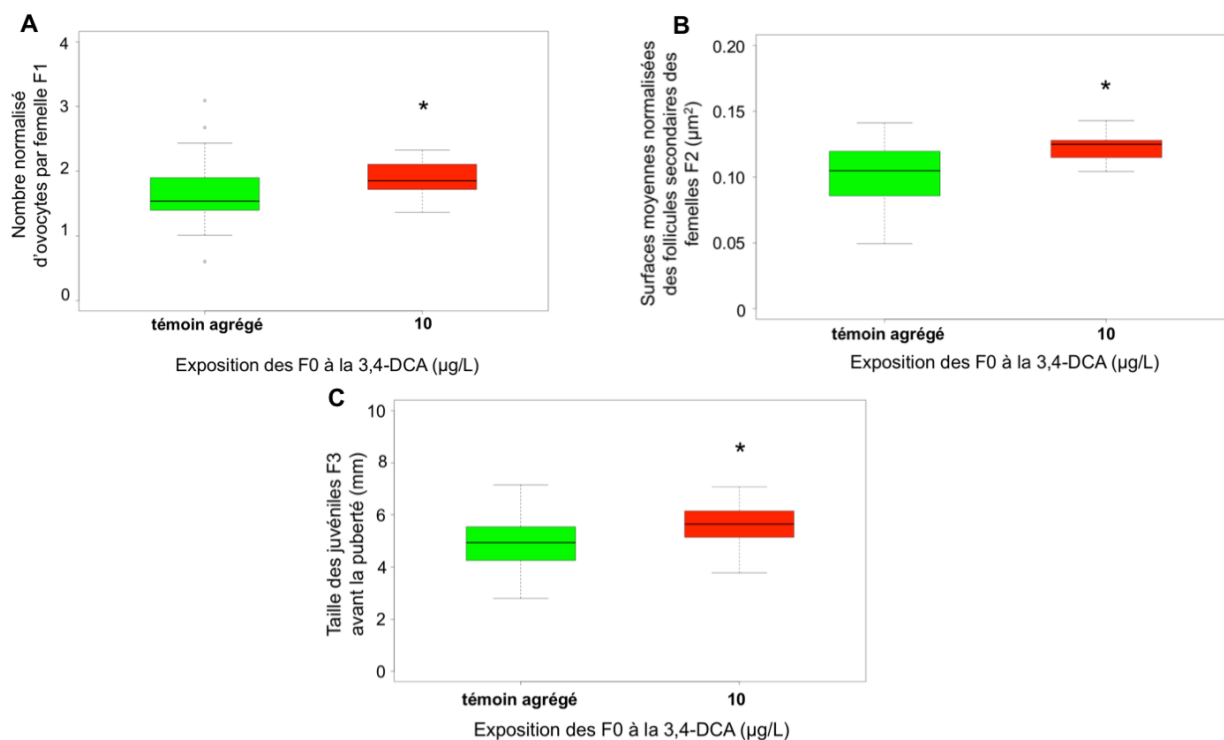 A
Nombre normalisé
d'ovocytes par femelle F1
4
3
2
1
0
*
témoin agrégé
10
Exposition des F0 à la 3,4-DCA (µg/L)
B
Surfaces moyennes normalisées
des follicules secondaires des
femelles F2 (µm²)
0.20
0.15
0.10
0.05
0
*
témoin agrégé
10
Exposition des F0 à la 3,4-DCA (µg/L)
C
Taille des juvéniles F3
avant la puberté (mm)
10
8
6
4
2
0
*
témoin agrégé
10
Exposition des F0 à la 3,4-DCA (µg/L)